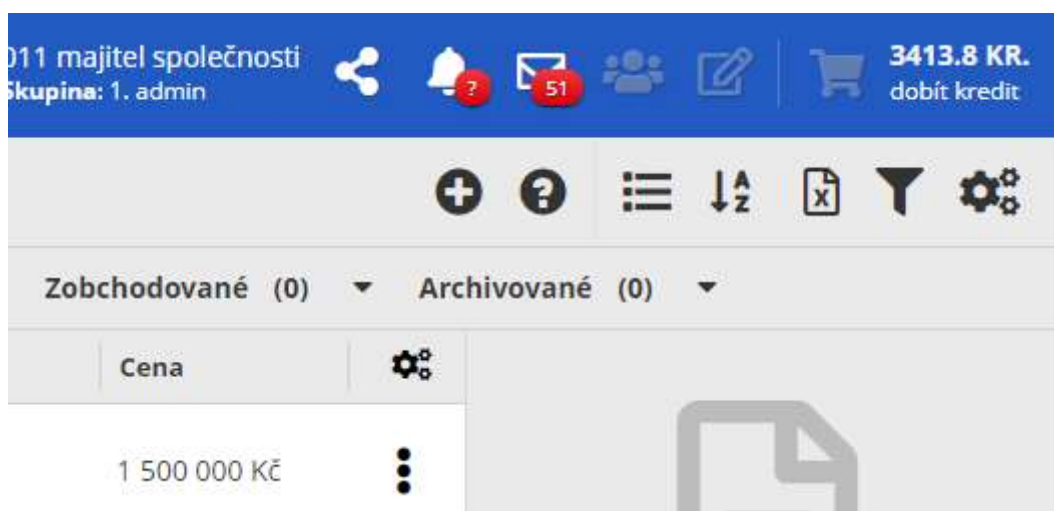 011 majitel společnosti
Skupina: 1. admin
?
51
3413.8 KR.
dobít kredit
Zobchodované (0)
Archivované (0)
Cena
1 500 000 Kč